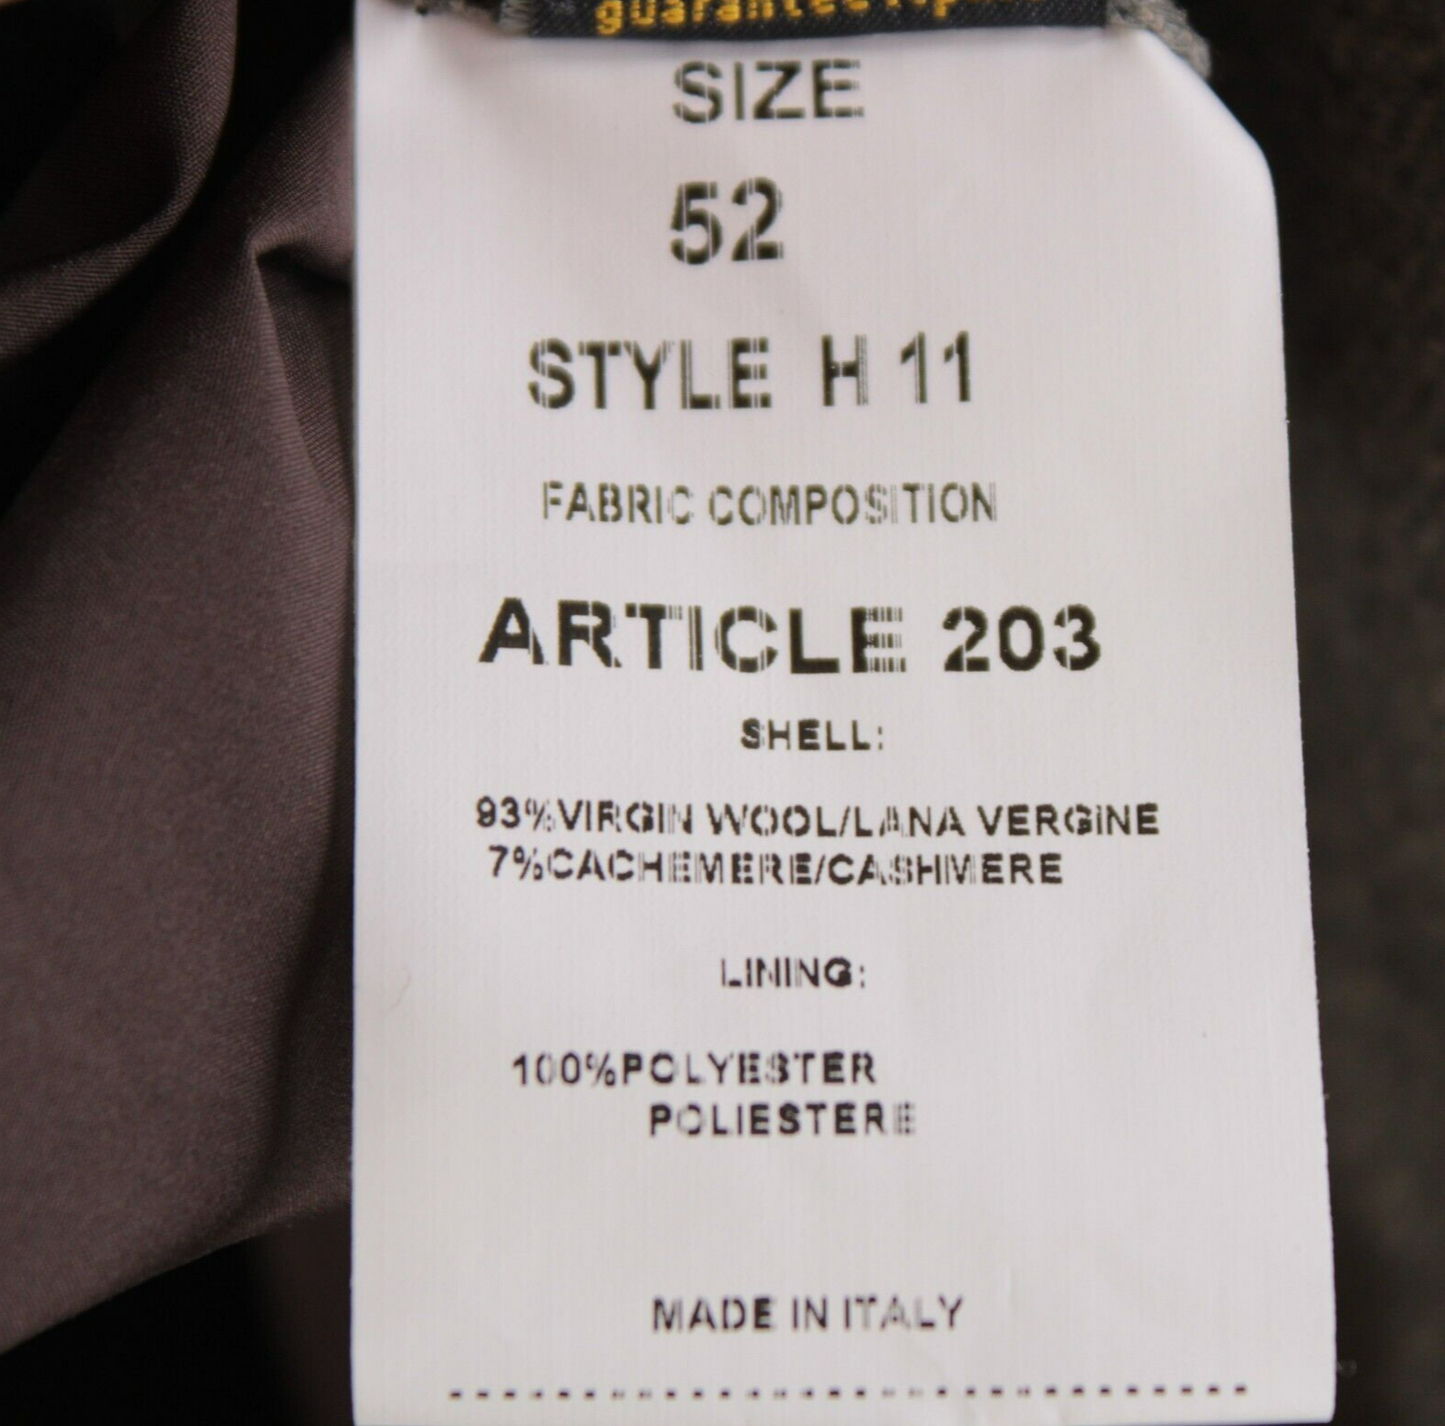 SIZE
52
STYLE H 11
FABRIC COMPOSITION
ARTICLE 203
SHELL:
93%VIRGIN WOOL/LANA VERGINE
7%CACHEMERE/CASHMERE
LINING:
100%POLYESTER
POLIESTERE
MADE IN ITALY